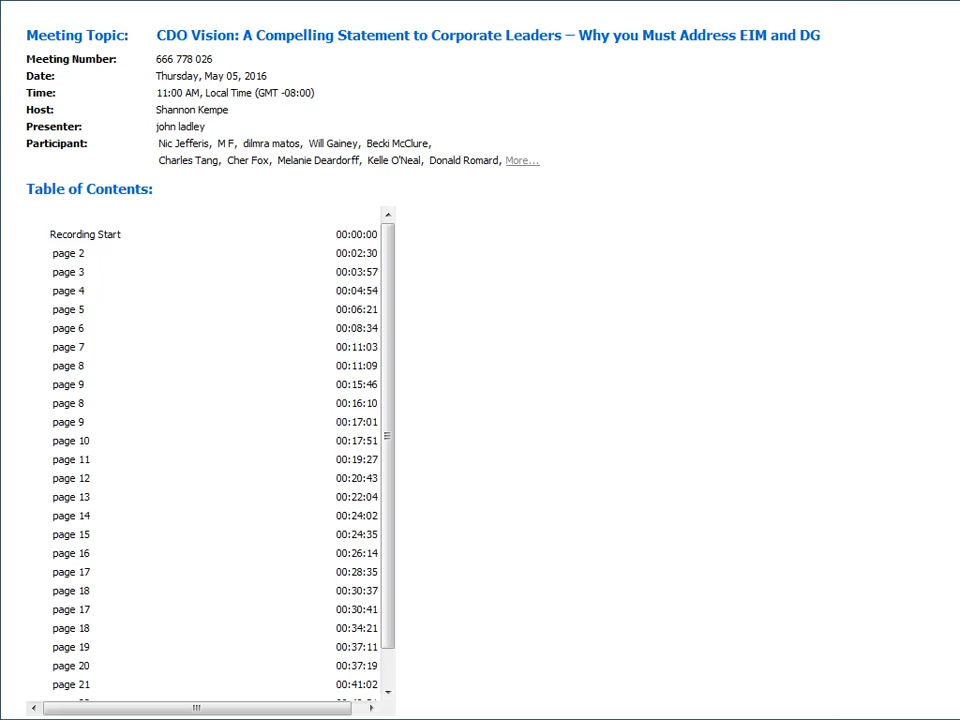 Meeting Topic: CDO Vision: A Compelling Statement to Corporate Leaders – Why you Must Address EIM and DG
Meeting Number: 666 778 026
Date: Thursday, May 05, 2016
Time: 11:00 AM, Local Time (GMT -08:00)
Host: Shannon Kempe
Presenter: john ladley
Participant: Nic Jefferis, M F, dilmra matos, Will Gainey, Becki McClure,
Charles Tang, Cher Fox, Melanie Deardorff, Kelle O'Neal, Donald Romard, More...
Table of Contents:
Recording Start 00:00:00
page 2 00:02:30
page 3 00:03:57
page 4 00:04:54
page 5 00:06:21
page 6 00:08:34
page 7 00:11:03
page 8 00:11:09
page 9 00:15:46
page 8 00:16:10
page 9 00:17:01
page 10 00:17:51
page 11 00:19:27
page 12 00:20:43
page 13 00:22:04
page 14 00:24:02
page 15 00:24:35
page 16 00:26:14
page 17 00:28:35
page 18 00:30:37
page 17 00:30:41
page 18 00:34:21
page 19 00:37:11
page 20 00:37:19
page 21 00:41:02